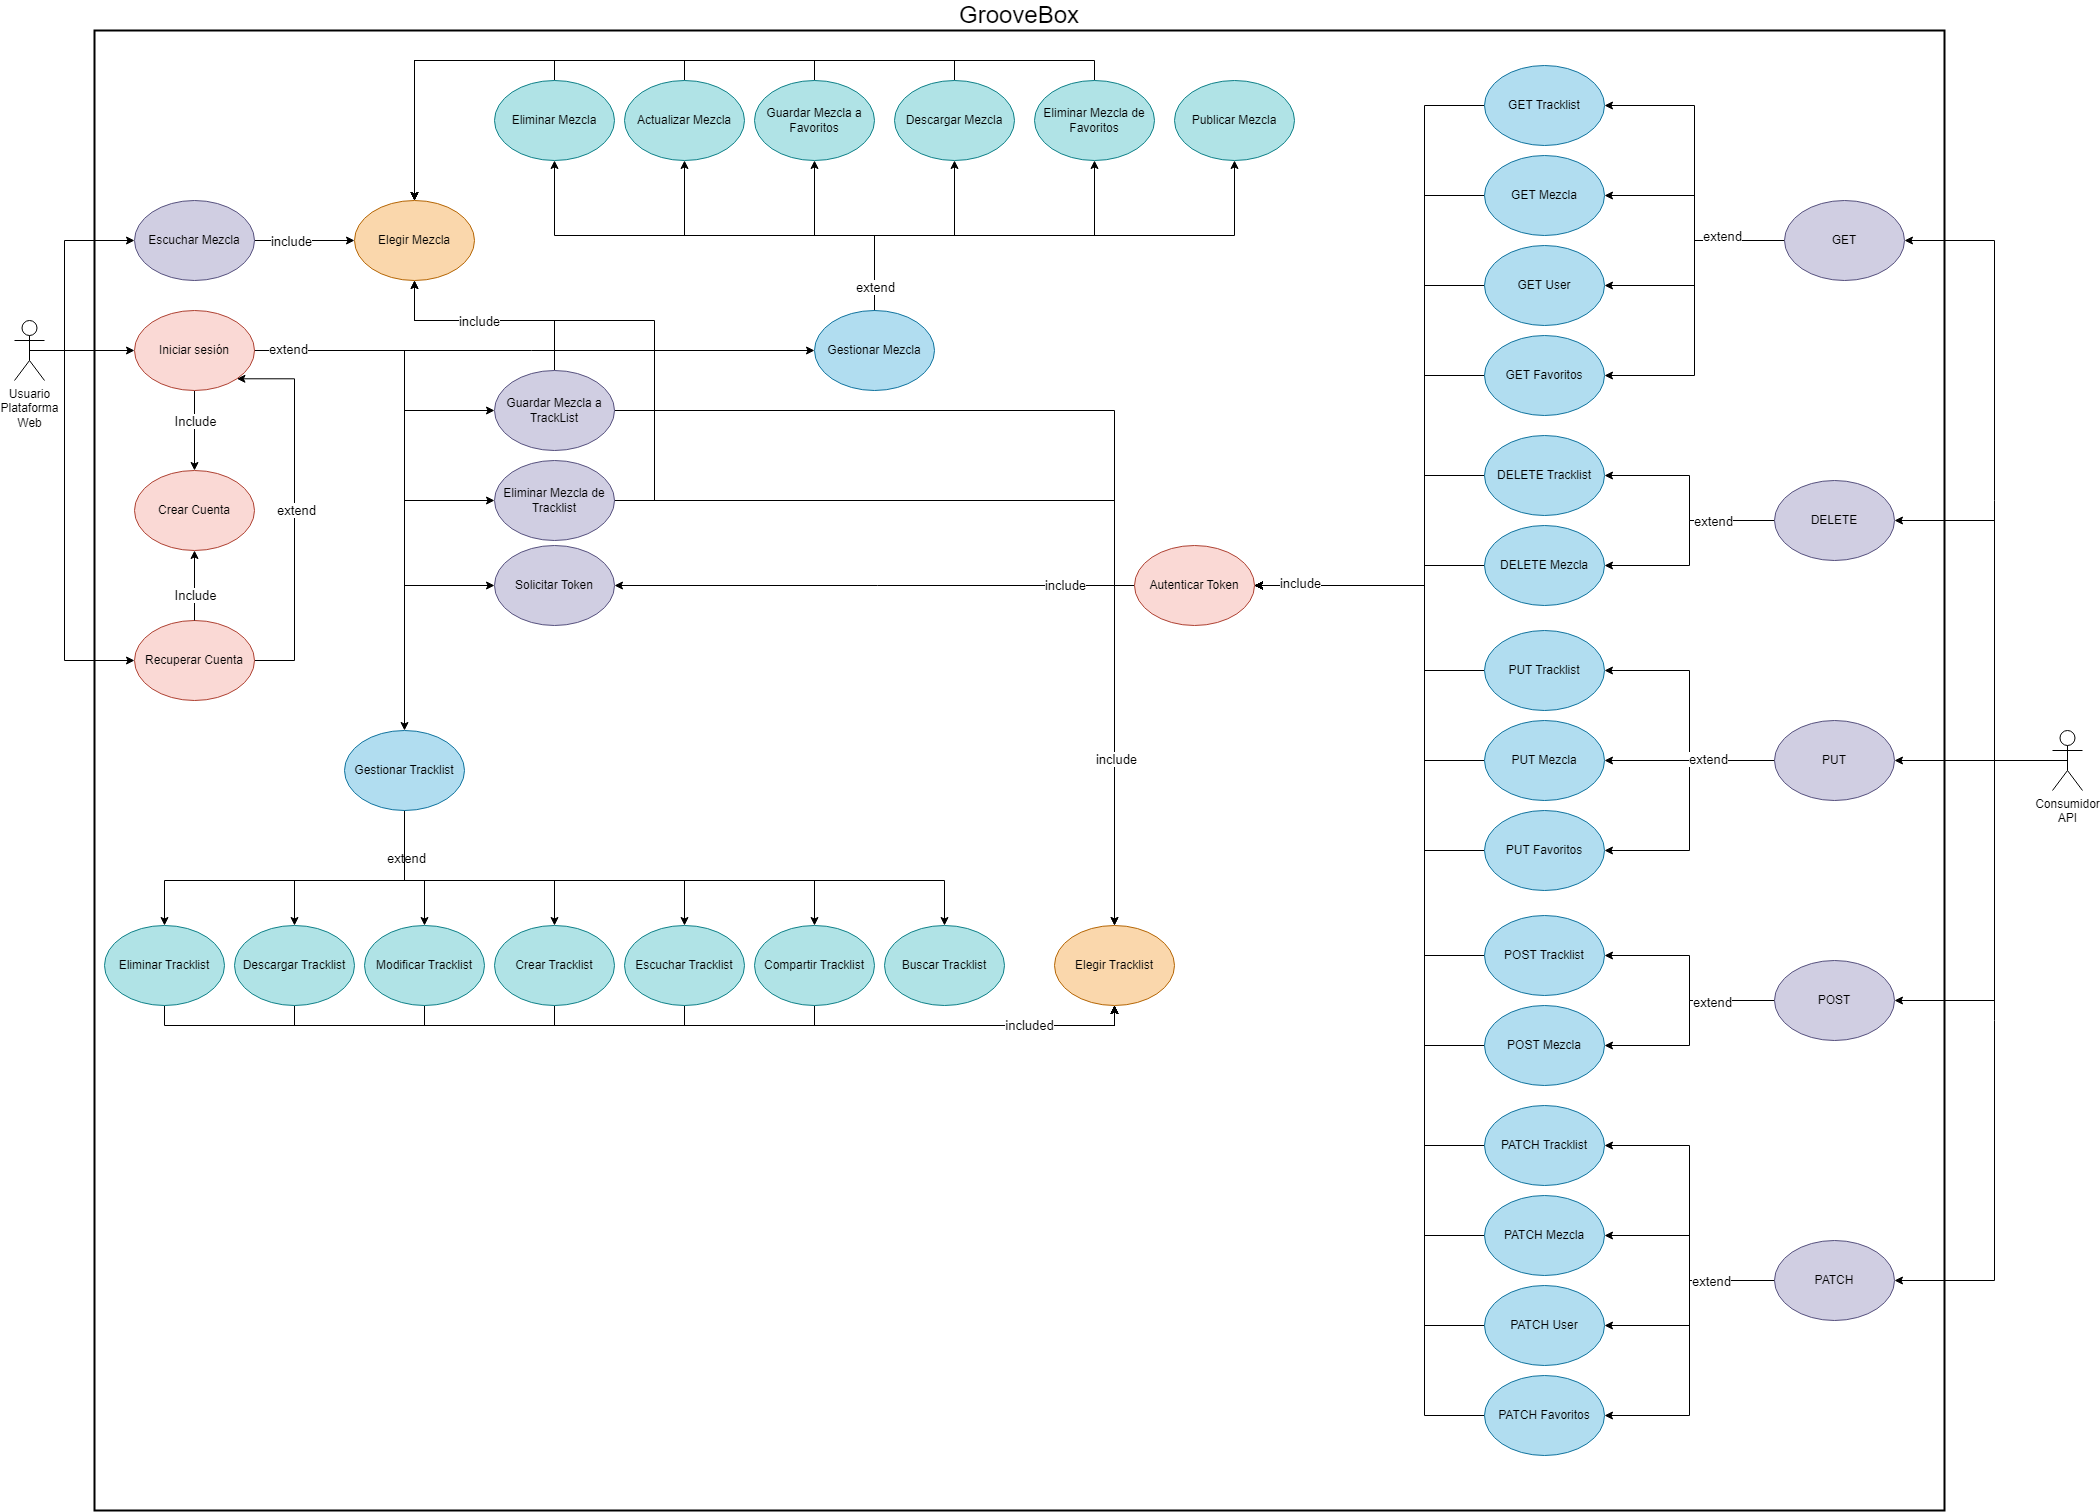 GrooveBox
Eliminar Mezcla
Actualizar Mezcla
Guardar Mezcla a
Favoritos
Descargar Mezcla
Eliminar Mezcla de
Favoritos
Publicar Mezcla
Escuchar Mezcla
include
Elegir Mezcla
extend
include
Iniciar sesión
extend
Gestionar Mezcla
Usuario
Plataforma
Web
Include
Guardar Mezcla a
TrackList
Crear Cuenta
extend
Eliminar Mezcla de
Tracklist
Include
Solicitar Token
include
Autenticar Token
include
Recuperar Cuenta
Gestionar Tracklist
include
extend
Eliminar Tracklist
Descargar Tracklist
Modificar Tracklist
Crear Tracklist
Escuchar Tracklist
Compartir Tracklist
Buscar Tracklist
Elegir Tracklist
included
GET Tracklist
GET Mezcla
extend
GET
GET User
GET Favoritos
DELETE Tracklist
extend
DELETE
DELETE Mezcla
PUT Tracklist
PUT Mezcla
extend
PUT
PUT Favoritos
Consumidor
API
POST Tracklist
extend
POST
POST Mezcla
PATCH Tracklist
PATCH Mezcla
extend
PATCH
PATCH User
PATCH Favoritos